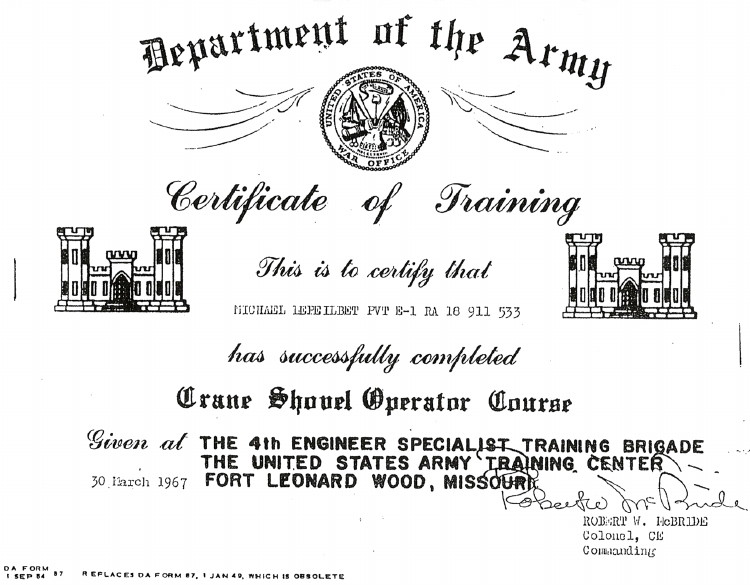 Department of the Army
UNITED STATES OF AMERICA
WAR OFFICE
Certificate of Training
This is to certify that
MICHAEL LEFEILBET PVT E-1 RA 18 911 533
has successfully completed
Crane Shovel Operator Course
Given at THE 4th ENGINEER SPECIALIST TRAINING BRIGADE
THE UNITED STATES ARMY TRAINING CENTER
30 March 1967 FORT LEONARD WOOD, MISSOURI
Robert W McBride
ROBERT W. McBRIDE
Colonel, CE
Commanding
DA FORM 1 SEP 54 87 REPLACES DA FORM 87, 1 JAN 49, WHICH IS OBSOLETE